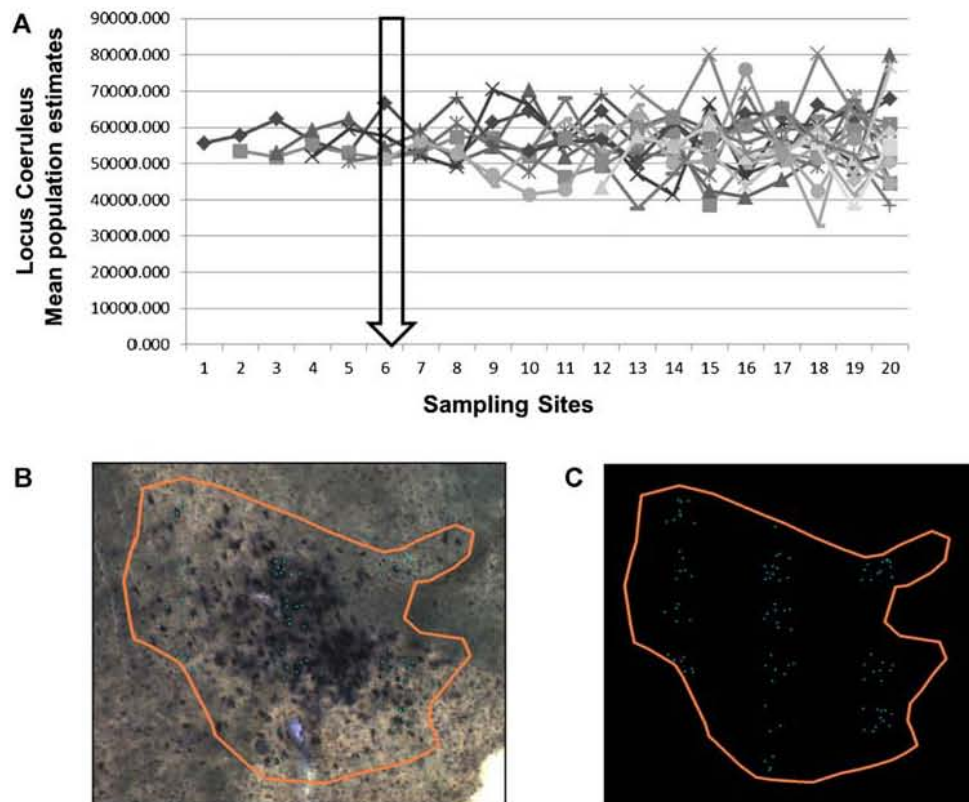 A
90000.000
80000.000
70000.000
60000.000
50000.000
40000.000
30000.000
20000.000
10000.000
0.000
Locus Coeruleus
Mean population estimates
1 2 3 4 5 6 7 8 9 10 11 12 13 14 15 16 17 18 19 20
Sampling Sites
B
C